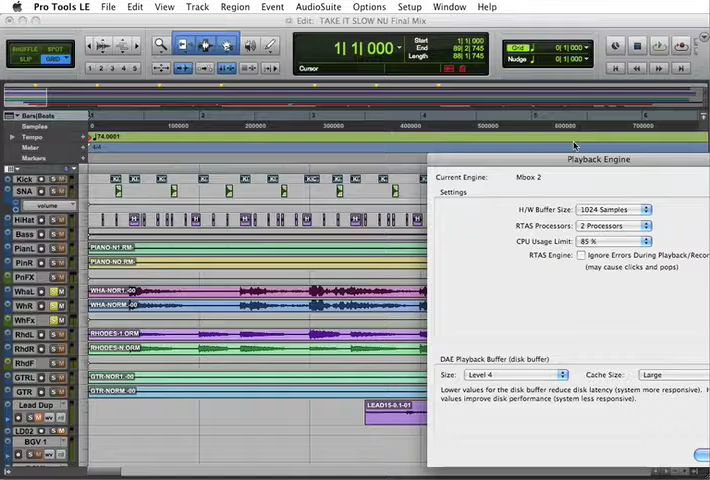 Pro Tools LE File Edit View Track Region Event AudioSuite Options Setup Window Help
Edit: TAKE IT SLOW NU Final Mix
SHUFFLE SPOT
SLIP GRID
1 2 3 4 5
1| 1| 000
Start 1| 1| 000
End 89| 2| 745
Length 88| 1| 745
Cursor
Grid 0| 1| 000
Nudge 0| 1| 000
Bars|Beats
Samples 0 100000 200000 300000 400000 500000 600000 700000
Tempo 74.0001
Meter 4/4
Markers
Kick
SNA
volume
HiHat
Bass
PianL PIANO-N1.RM-
PinR PIANO-NO.RM-
PnFX
WhaL WHA-NOR1.-00
WhR WHA-NORM.-00
WhFx
RhdL RHODES-1.0RM
RhdR RHODES-N.0RM
RhdF
GTRL GTR-NOR1.-00
GTR GTR-NORM.-00
Lead Dup LEAD15-0.1-01
LD02
BGV 1
Playback Engine
Current Engine: Mbox 2
Settings
H/W Buffer Size: 1024 Samples
RTAS Processors: 2 Processors
CPU Usage Limit: 85 %
RTAS Engine: Ignore Errors During Playback/Recor
(may cause clicks and pops)
DAE Playback Buffer (disk buffer)
Size: Level 4 Cache Size: Large
Lower values for the disk buffer reduce disk latency (system more responsive). H
values improve disk performance (system less responsive).